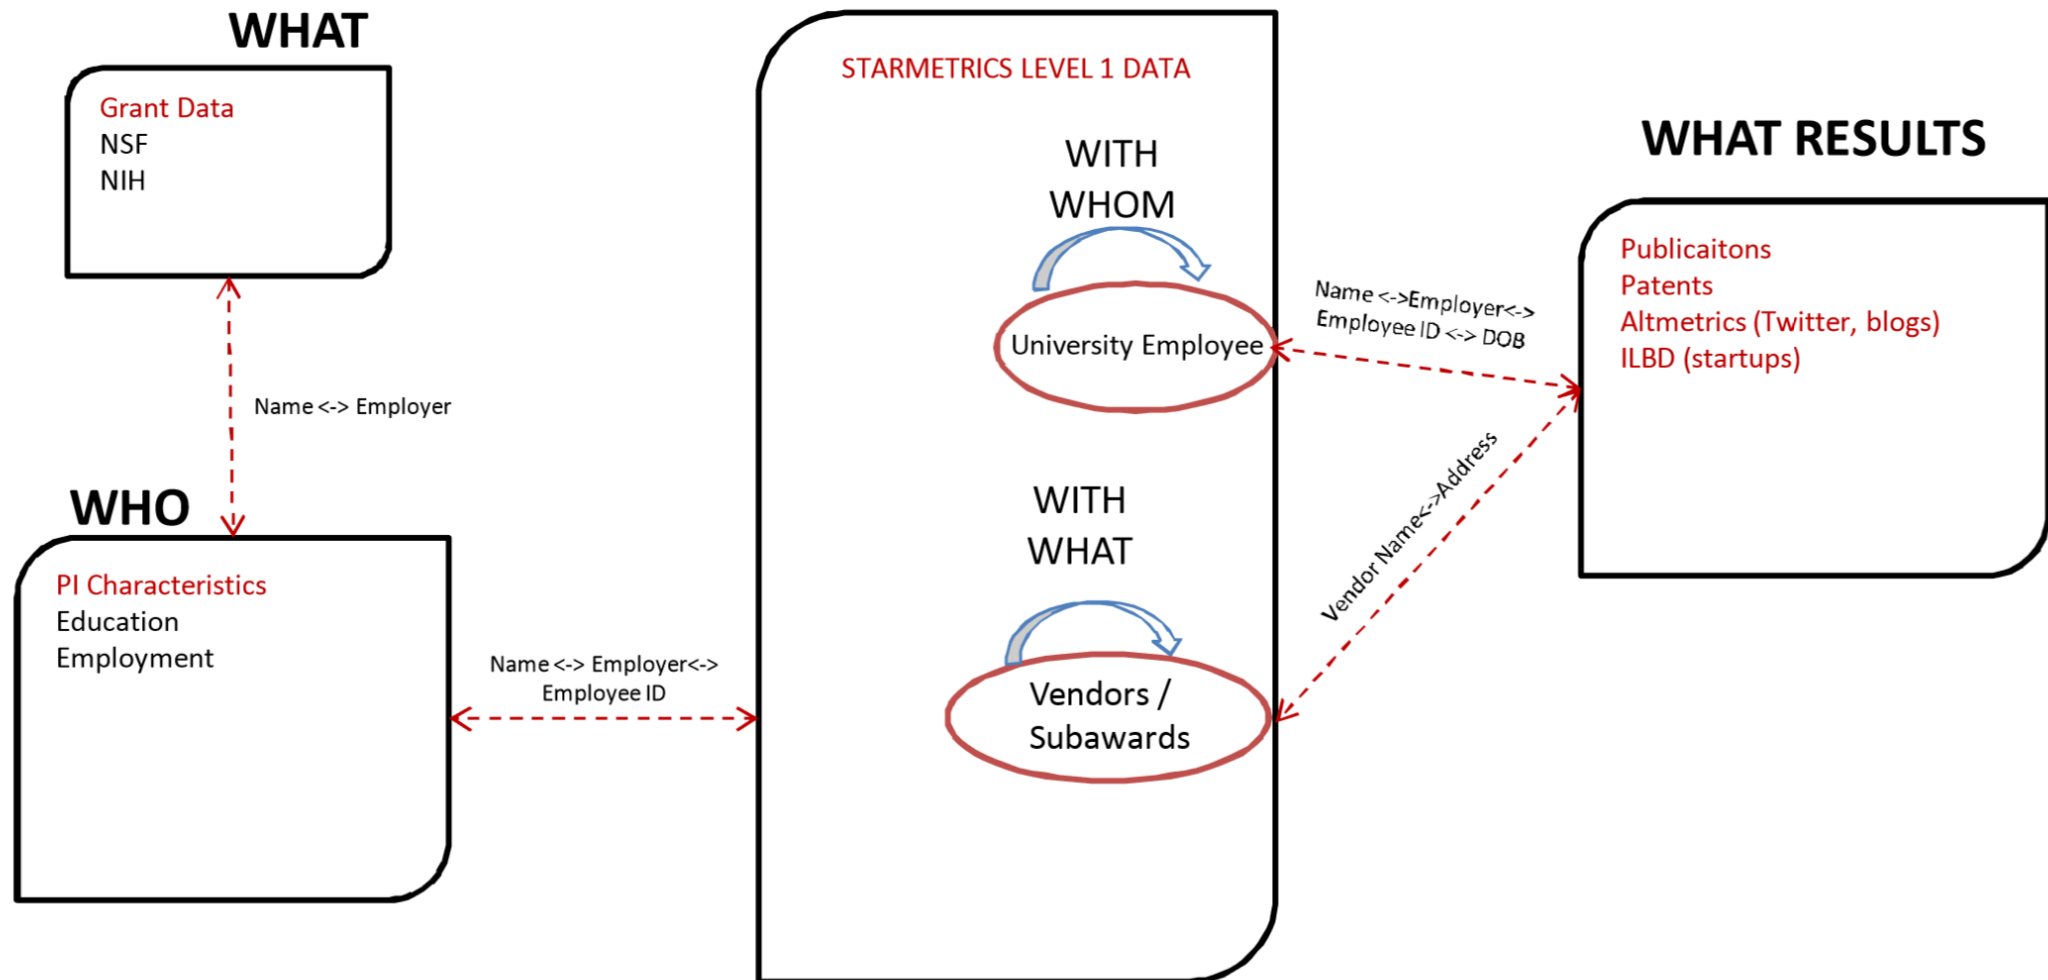 WHAT
Grant Data
NSF
NIH
Name <-> Employer
WHO
PI Characteristics
Education
Employment
Name <-> Employer<->
Employee ID
STARMETRICS LEVEL 1 DATA
WITH
WHOM
University Employee
WITH
WHAT
Vendors /
Subawards
Name <->Employer<->
Employee ID <-> DOB
Vendor Name<->Address
WHAT RESULTS
Publicaitons
Patents
Altmetrics (Twitter, blogs)
ILBD (startups)